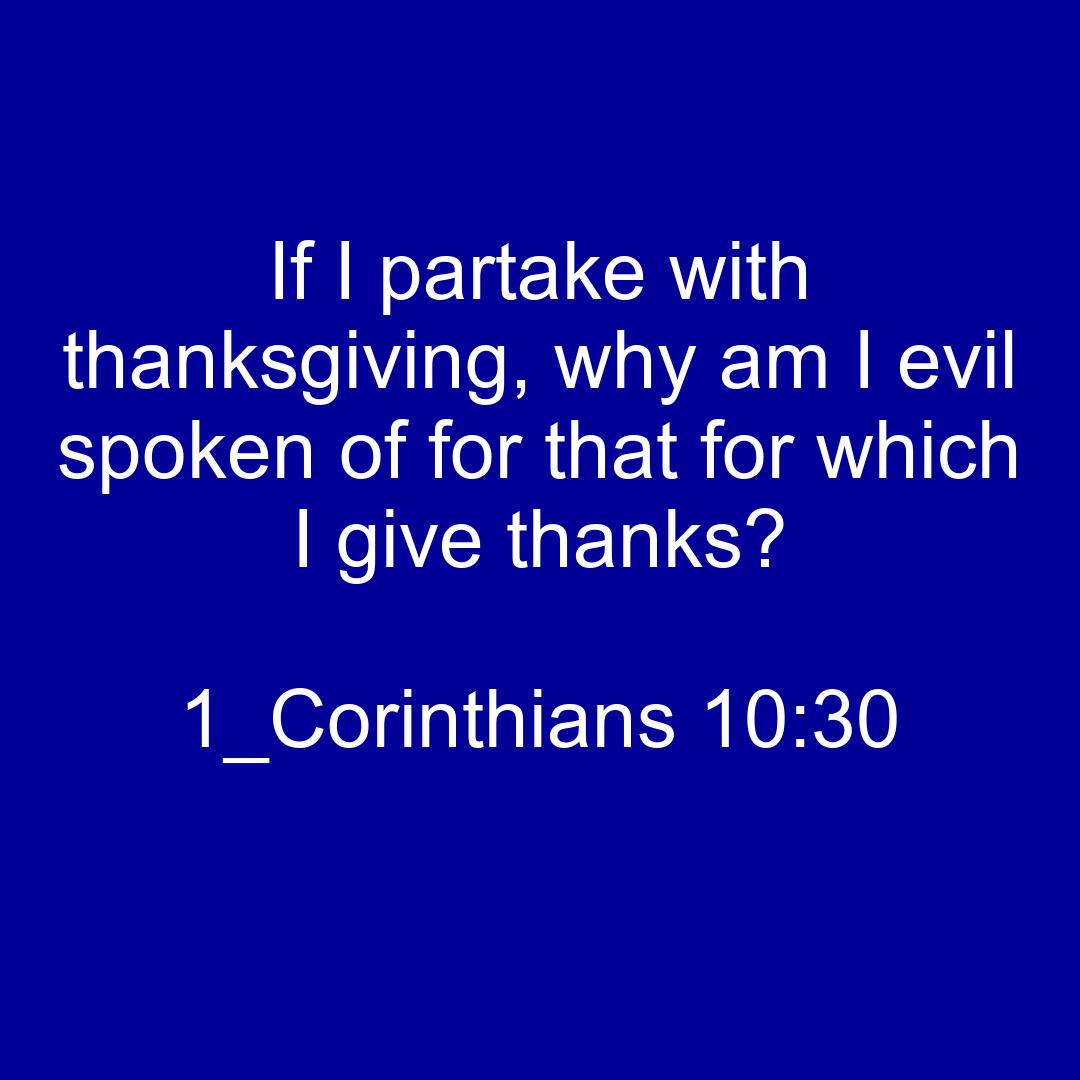 If I partake with
thanksgiving, why am I evil
spoken of for that for which
I give thanks?
1_Corinthians 10:30